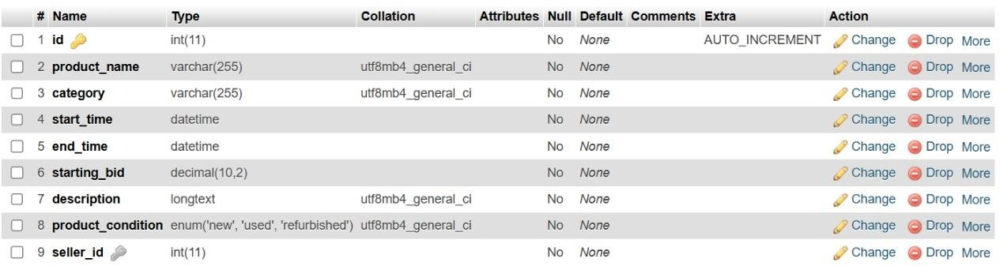 # Name Type Collation Attributes Null Default Comments Extra Action
1 id int(11) No None AUTO_INCREMENT Change Drop More
2 product_name varchar(255) utf8mb4_general_ci No None Change Drop More
3 category varchar(255) utf8mb4_general_ci No None Change Drop More
4 start_time datetime No None Change Drop More
5 end_time datetime No None Change Drop More
6 starting_bid decimal(10,2) No None Change Drop More
7 description longtext utf8mb4_general_ci No None Change Drop More
8 product_condition enum('new', 'used', 'refurbished') utf8mb4_general_ci No None Change Drop More
9 seller_id int(11) No None Change Drop More